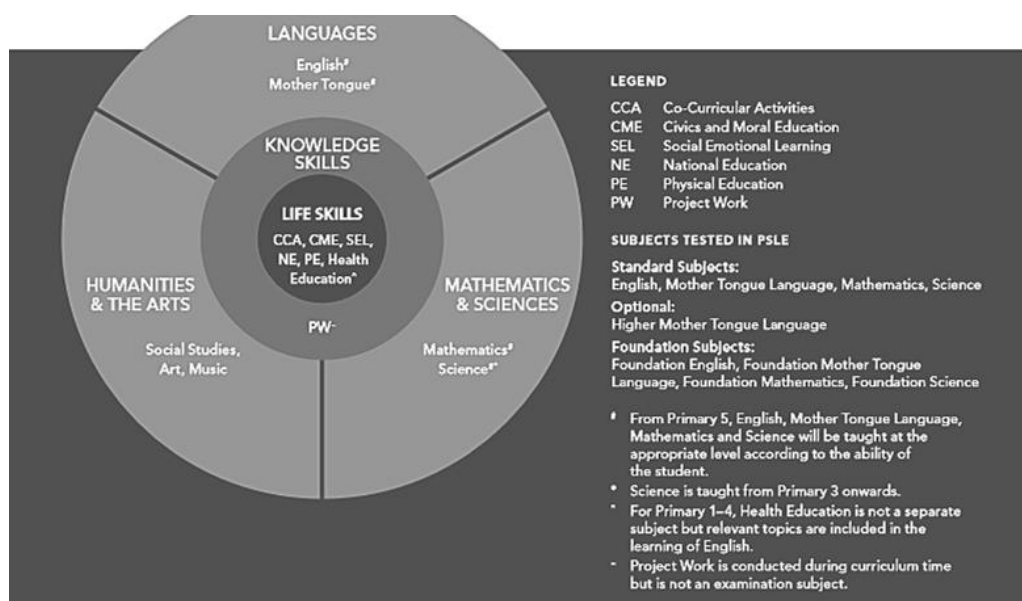 LANGUAGES
English#
Mother Tongue#
KNOWLEDGE
SKILLS
LIFE SKILLS
CCA, CME, SEL,
NE, PE, Health
Education^
PW~
HUMANITIES
& THE ARTS
Social Studies,
Art, Music
MATHEMATICS
& SCIENCES
Mathematics#
Science#*
LEGEND
CCA Co-Curricular Activities
CME Civics and Moral Education
SEL Social Emotional Learning
NE National Education
PE Physical Education
PW Project Work
SUBJECTS TESTED IN PSLE
Standard Subjects:
English, Mother Tongue Language, Mathematics, Science
Optional:
Higher Mother Tongue Language
Foundation Subjects:
Foundation English, Foundation Mother Tongue
Language, Foundation Mathematics, Foundation Science
# From Primary 5, English, Mother Tongue Language,
Mathematics and Science will be taught at the
appropriate level according to the ability of
the student.
* Science is taught from Primary 3 onwards.
^ For Primary 1–4, Health Education is not a separate
subject but relevant topics are included in the
learning of English.
~ Project Work is conducted during curriculum time
but is not an examination subject.